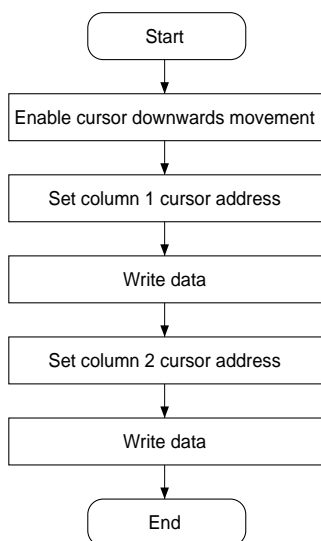 Start
Enable cursor downwards movement
Set column 1 cursor address
Write data
Set column 2 cursor address
Write data
End